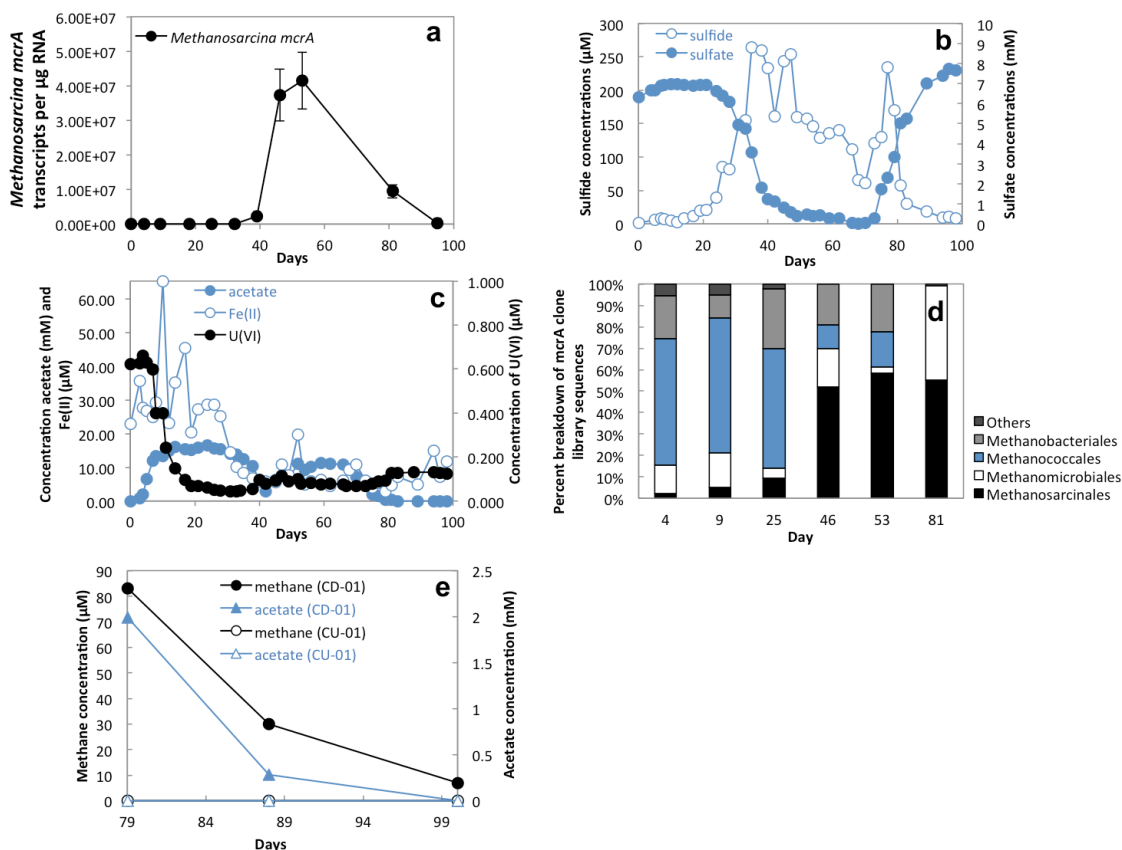 a
Methanosarcina mcrA
transcripts per µg RNA
6.00E+07
5.00E+07
4.00E+07
3.00E+07
2.00E+07
1.00E+07
0.00E+00
Methanosarcina mcrA
0 20 40 60 80 100
Days
b
Sulfide concentrations (µM)
300
250
200
150
100
50
0
sulfide
sulfate
10
9
8
7
6
5
4
3
2
1
0
Sulfate concentrations (mM)
0 20 40 60 80 100
Days
c
Concentration acetate (mM) and
Fe(II) (µM)
60.00
50.00
40.00
30.00
20.00
10.00
0.00
acetate
Fe(II)
U(VI)
1.000
0.800
0.600
0.400
0.200
0.000
Concentration of U(VI) (µM)
0 20 40 60 80 100
Days
d
Percent breakdown of mcrA clone
library sequences
100%
90%
80%
70%
60%
50%
40%
30%
20%
10%
0%
4 9 25 46 53 81
Day
Others
Methanobacteriales
Methanococcales
Methanomicrobiales
Methanosarcinales
e
Methane concentration (µM)
90
80
70
60
50
40
30
20
10
0
methane (CD-01)
acetate (CD-01)
methane (CU-01)
acetate (CU-01)
2.5
2
1.5
1
0.5
0
Acetate concentration (mM)
79 84 89 94 99
Days